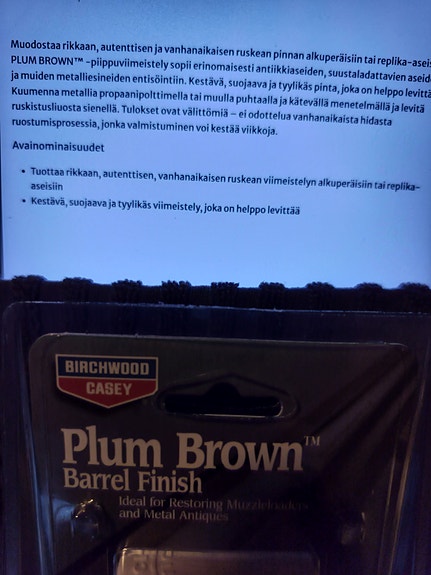 Muodostaa rikkaan, autenttisen ja vanhanaikaisen ruskean pinnan alkuperäisiin tai replika-aseis
PLUM BROWN™ -piippuviimeistely sopii erinomaisesti antiikkiaseiden, suustaladattavien aseide
ja muiden metalliesineiden entisöintiin. Kestävä, suojaava ja tyylikäs pinta, joka on helppo levittä
Kuumenna metallia propaanipolttimella tai muulla puhtaalla ja kätevällä menetelmällä ja levitä
ruskistusliuosta sienellä. Tulokset ovat välittömiä – ei odottelua vanhanaikaista hidasta
ruostumisprosessia, jonka valmistuminen voi kestää viikkoja.
Avainominaisuudet
• Tuottaa rikkaan, autenttisen, vanhanaikaisen ruskean viimeistelyn alkuperäisiin tai replika-
aseisiin
• Kestävä, suojaava ja tyylikäs viimeistely, joka on helppo levittää
BIRCHWOOD
CASEY
Plum Brown™
Barrel Finish
Ideal for Restoring Muzzleloaders
and Metal Antiques